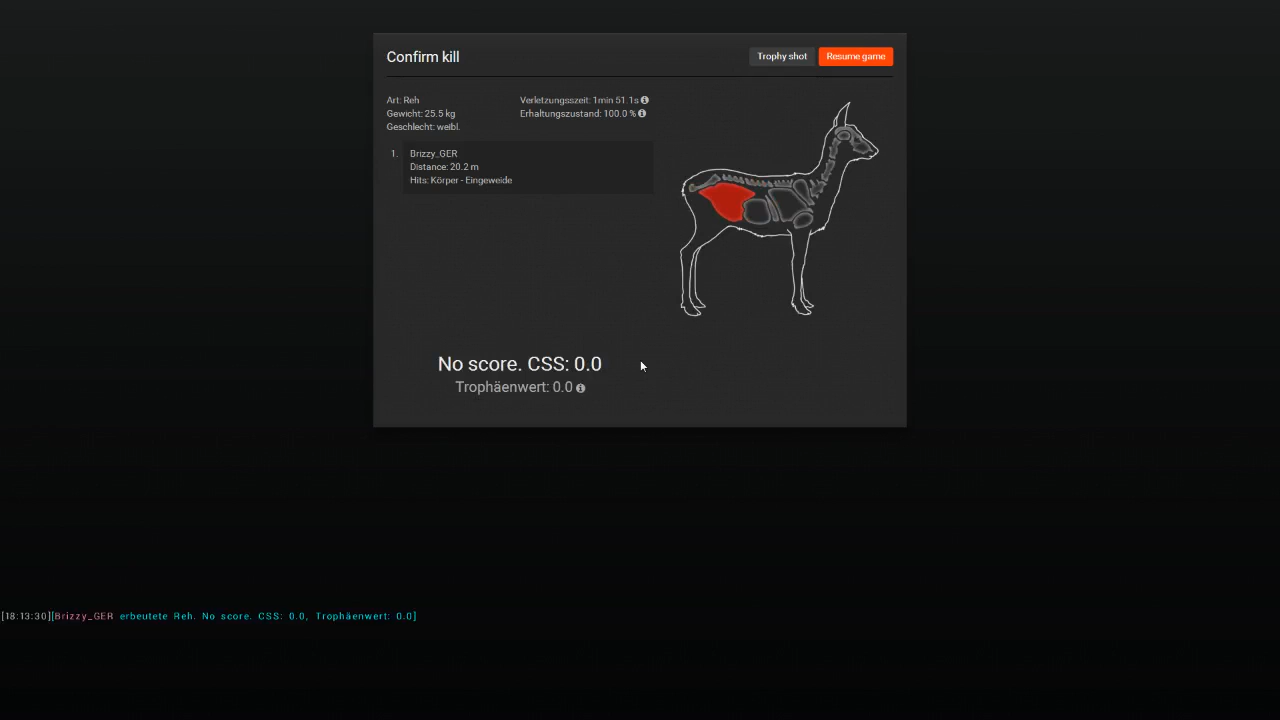 Confirm kill
Trophy shot
Resume game
Art: Reh
Gewicht: 25.5 kg
Geschlecht: weibl.
Verletzungsszeit: 1min 51.1s
Erhaltungszustand: 100.0 %
1. Brizzy_GER
Distance: 20.2 m
Hits: Körper - Eingeweide
No score. CSS: 0.0
Trophäenwert: 0.0
[18:13:30][Brizzy_GER erbeutete Reh. No score. CSS: 0.0, Trophäenwert: 0.0]